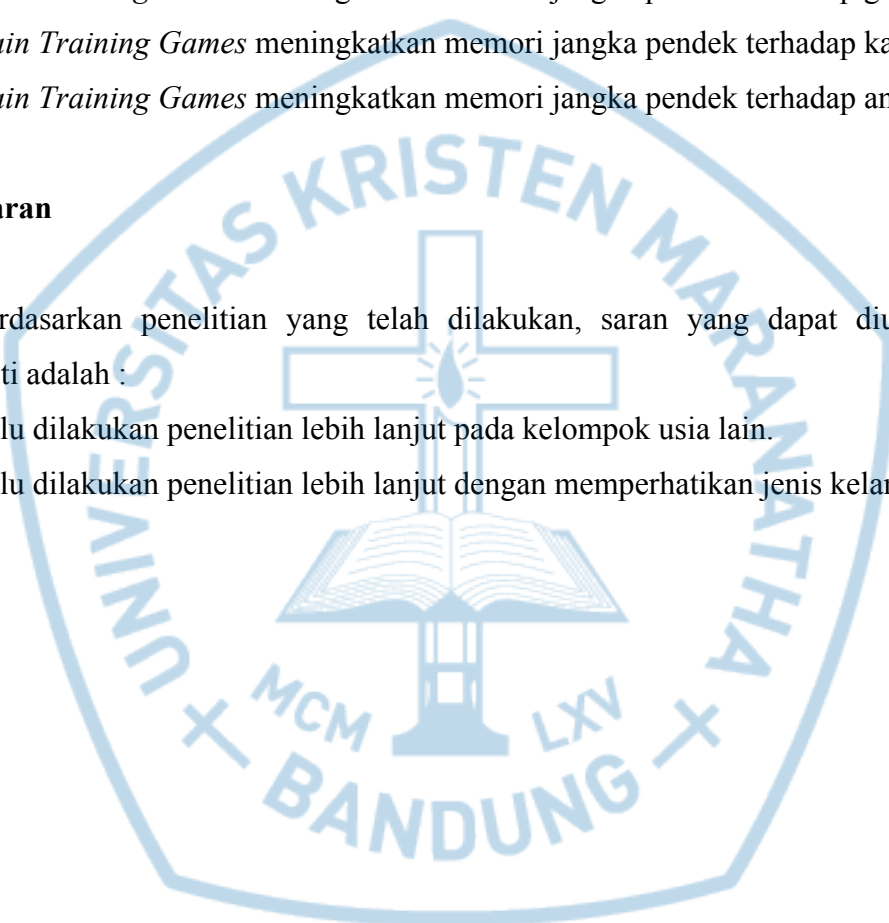 ain Training Games meningkatkan memori jangka pendek terhadap ka
ain Training Games meningkatkan memori jangka pendek terhadap an
aran
rdasarkan penelitian yang telah dilakukan, saran yang dapat diu
ti adalah :
lu dilakukan penelitian lebih lanjut pada kelompok usia lain.
lu dilakukan penelitian lebih lanjut dengan memperhatikan jenis kela
UNIVERSITAS KRISTEN MARANATHA
MCM LXV
BANDUNG